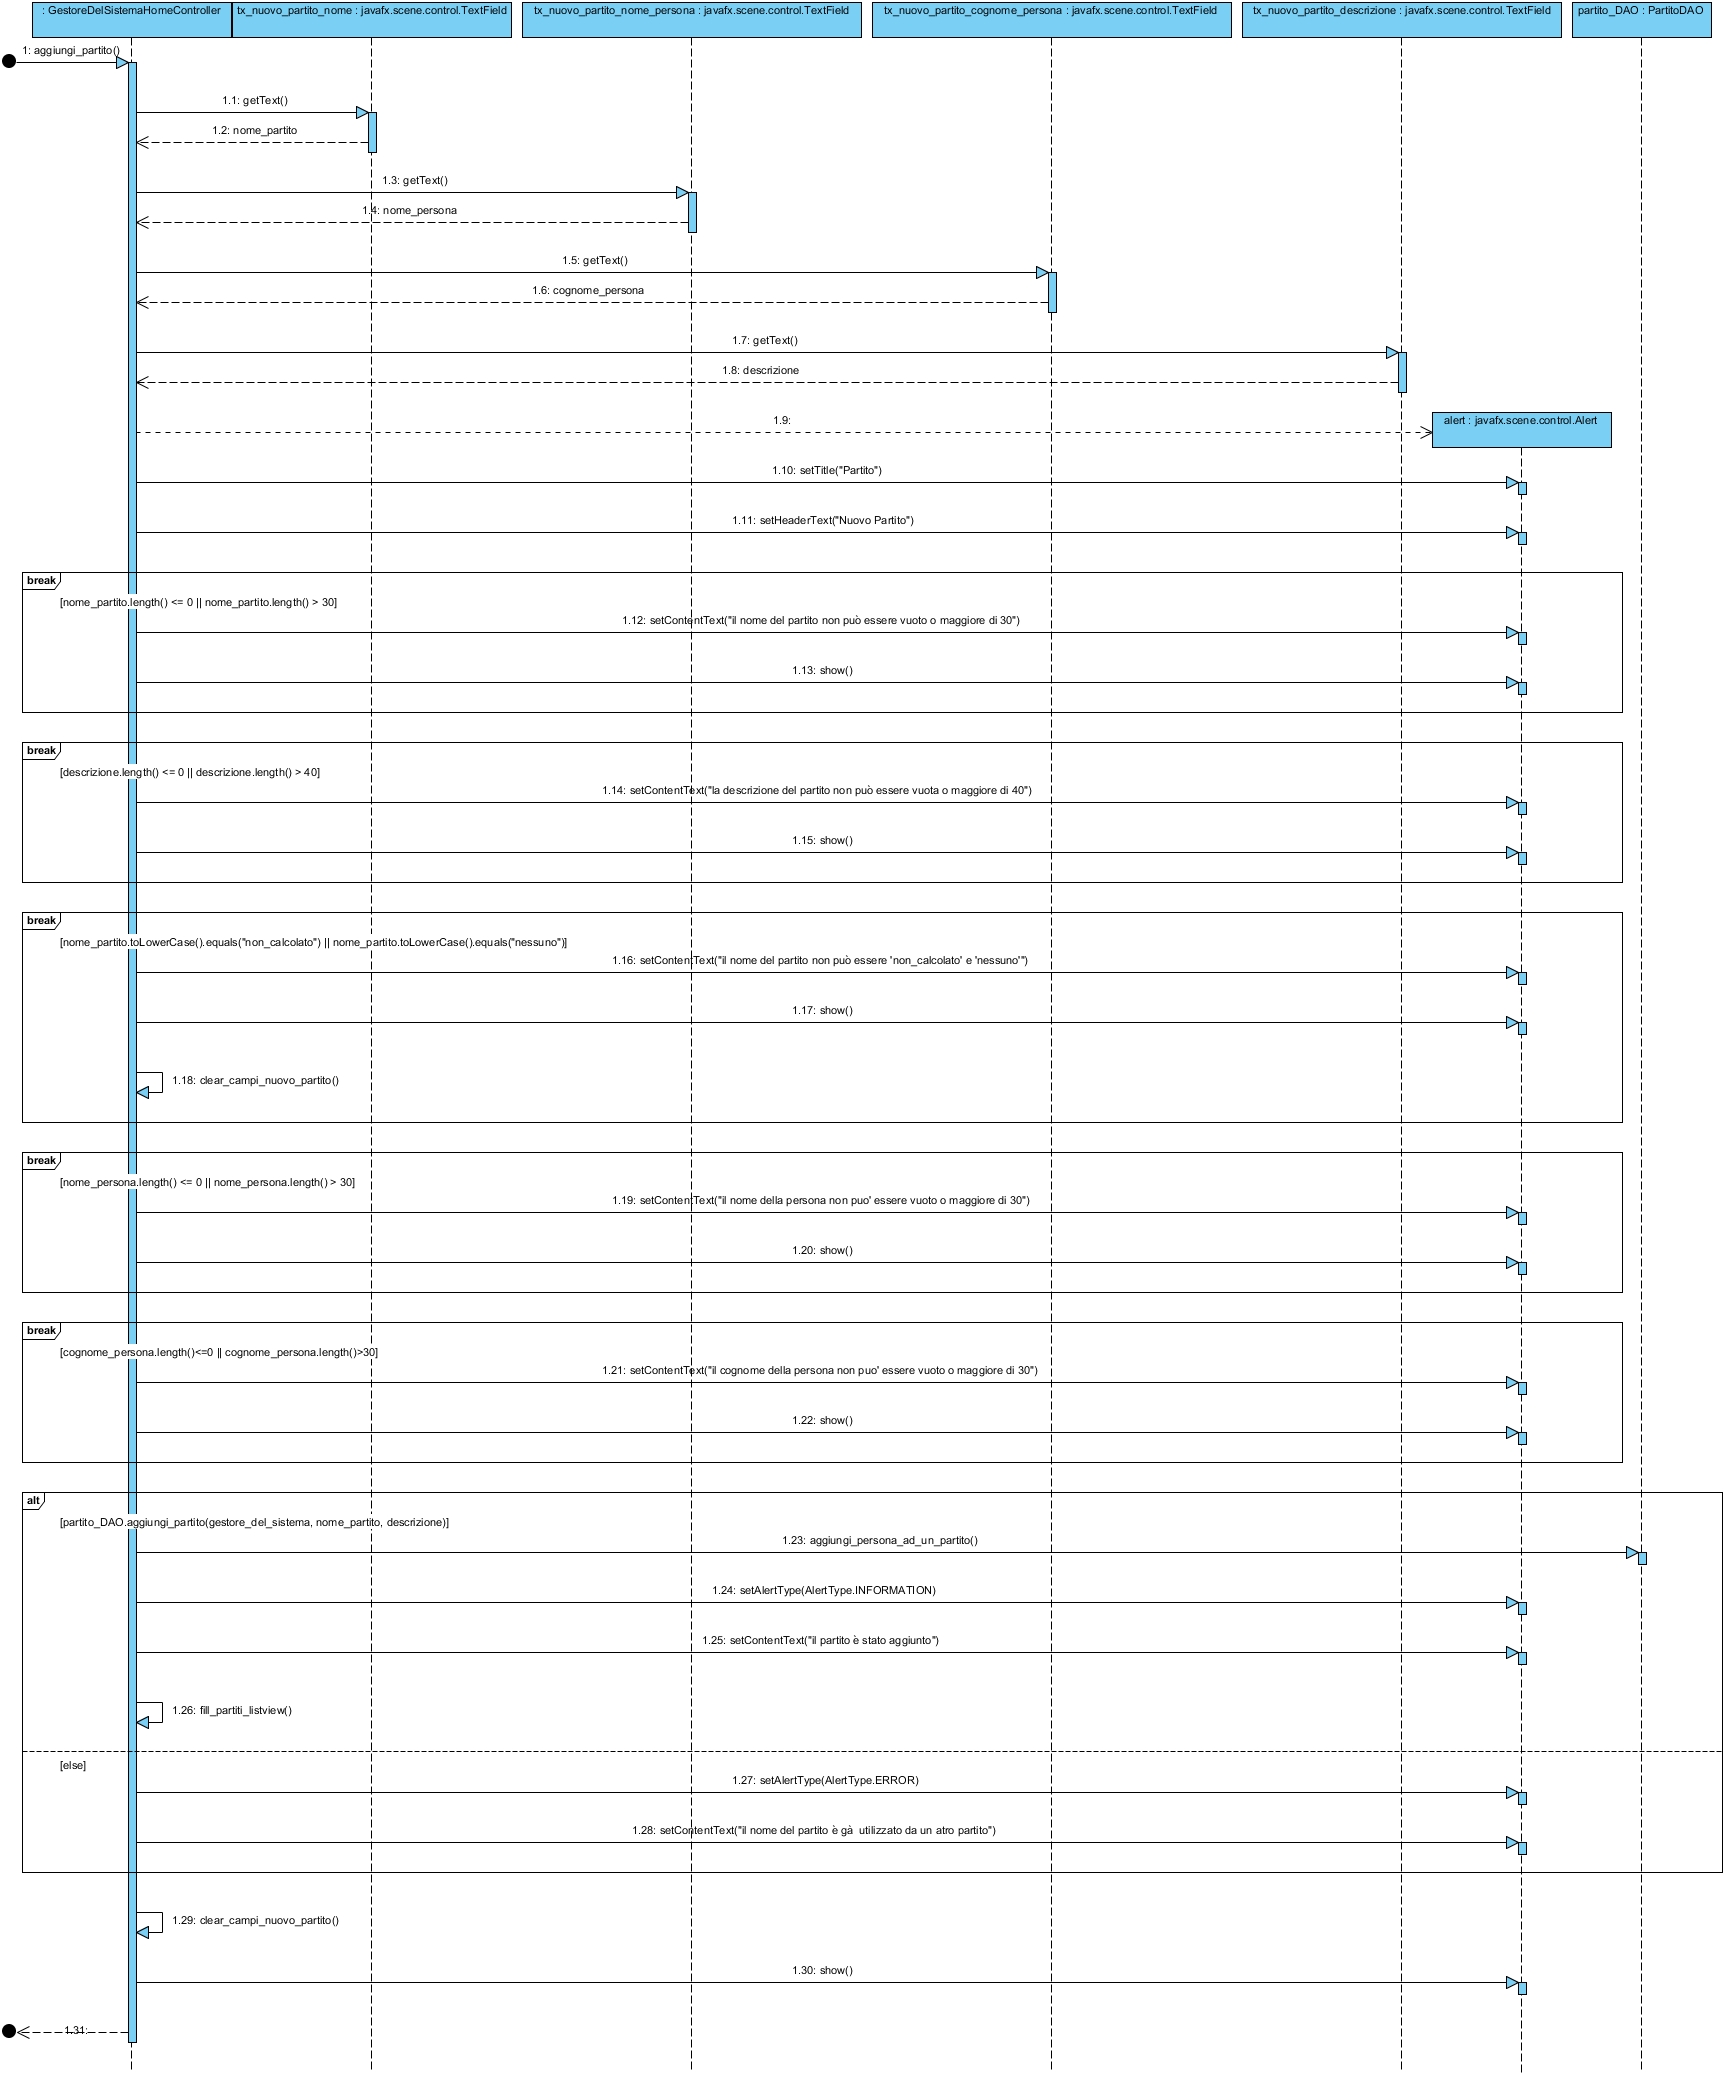 : GestoreDelSistemaHomeController
tx_nuovo_partito_nome : javafx.scene.control.TextField
tx_nuovo_partito_nome_persona : javafx.scene.control.TextField
tx_nuovo_partito_cognome_persona : javafx.scene.control.TextField
tx_nuovo_partito_descrizione : javafx.scene.control.TextField
partito_DAO : PartitoDAO
1: aggiungi_partito()
1.1: getText()
1.2: nome_partito
1.3: getText()
1.4: nome_persona
1.5: getText()
1.6: cognome_persona
1.7: getText()
1.8: descrizione
1.9:
alert : javafx.scene.control.Alert
1.10: setTitle("Partito")
1.11: setHeaderText("Nuovo Partito")
break
[nome_partito.length() <= 0 || nome_partito.length() > 30]
1.12: setContentText("il nome del partito non può essere vuoto o maggiore di 30")
1.13: show()
break
[descrizione.length() <= 0 || descrizione.length() > 40]
1.14: setContentText("la descrizione del partito non può essere vuota o maggiore di 40")
1.15: show()
break
[nome_partito.toLowerCase().equals("non_calcolato") || nome_partito.toLowerCase().equals("nessuno")]
1.16: setContentText("il nome del partito non può essere 'non_calcolato' e 'nessuno'")
1.17: show()
1.18: clear_campi_nuovo_partito()
break
[nome_persona.length() <= 0 || nome_persona.length() > 30]
1.19: setContentText("il nome della persona non puo' essere vuoto o maggiore di 30")
1.20: show()
break
[cognome_persona.length()<=0 || cognome_persona.length()>30]
1.21: setContentText("il cognome della persona non puo' essere vuoto o maggiore di 30")
1.22: show()
alt
[partito_DAO.aggiungi_partito(gestore_del_sistema, nome_partito, descrizione)]
1.23: aggiungi_persona_ad_un_partito()
1.24: setAlertType(AlertType.INFORMATION)
1.25: setContentText("il partito è stato aggiunto")
1.26: fill_partiti_listview()
[else]
1.27: setAlertType(AlertType.ERROR)
1.28: setContentText("il nome del partito è gà  utilizzato da un atro partito")
1.29: clear_campi_nuovo_partito()
1.30: show()
1.31: